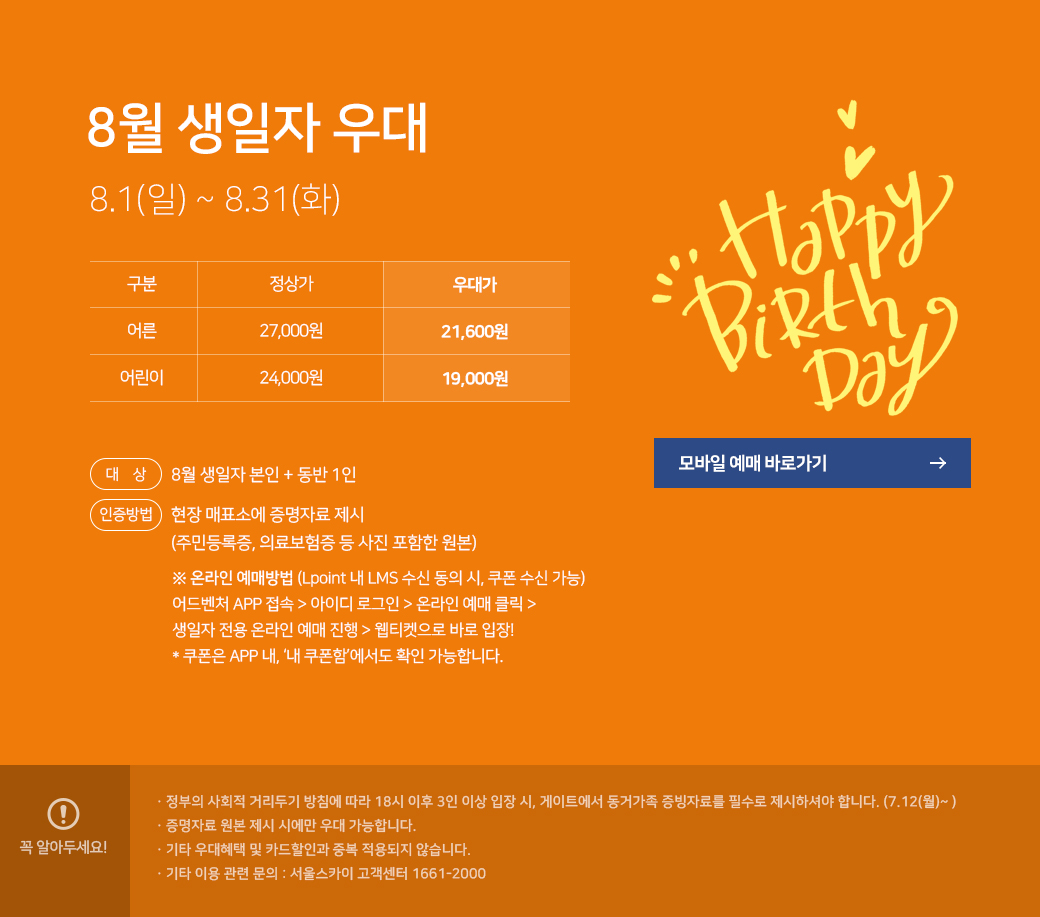 8월 생일자 우대
8.1(일) ~ 8.31(화)
구분 정상가 우대가
어른 27,000원 21,600원
어린이 24,000원 19,000원
Happy
Birth
Day
모바일 예매 바로가기 →
대 상 8월 생일자 본인 + 동반 1인
인증방법 현장 매표소에 증명자료 제시
(주민등록증, 의료보험증 등 사진 포함한 원본)
※ 온라인 예매방법 (Lpoint 내 LMS 수신 동의 시, 쿠폰 수신 가능)
어드벤처 APP 접속 > 아이디 로그인 > 온라인 예매 클릭 >
생일자 전용 온라인 예매 진행 > 웹티켓으로 바로 입장!
* 쿠폰은 APP 내, ‘내 쿠폰함’에서도 확인 가능합니다.
꼭 알아두세요!
· 정부의 사회적 거리두기 방침에 따라 18시 이후 3인 이상 입장 시, 게이트에서 동거가족 증빙자료를 필수로 제시하셔야 합니다. (7.12(월)~ )
· 증명자료 원본 제시 시에만 우대 가능합니다.
· 기타 우대혜택 및 카드할인과 중복 적용되지 않습니다.
· 기타 이용 관련 문의 : 서울스카이 고객센터 1661-2000